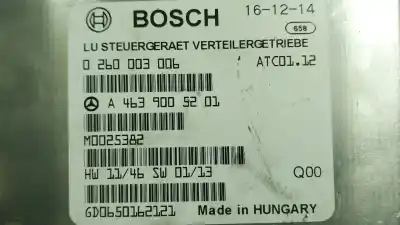 BOSCH 16-12-14
658
LU STEUERGERAET VERTEILERGETRIEBE
0 260 003 006 ATC01.12
A 463 900 52 01
M0025382
HW 11/46 SW 01/13 Q00
GD0650162121 Made in HUNGARY